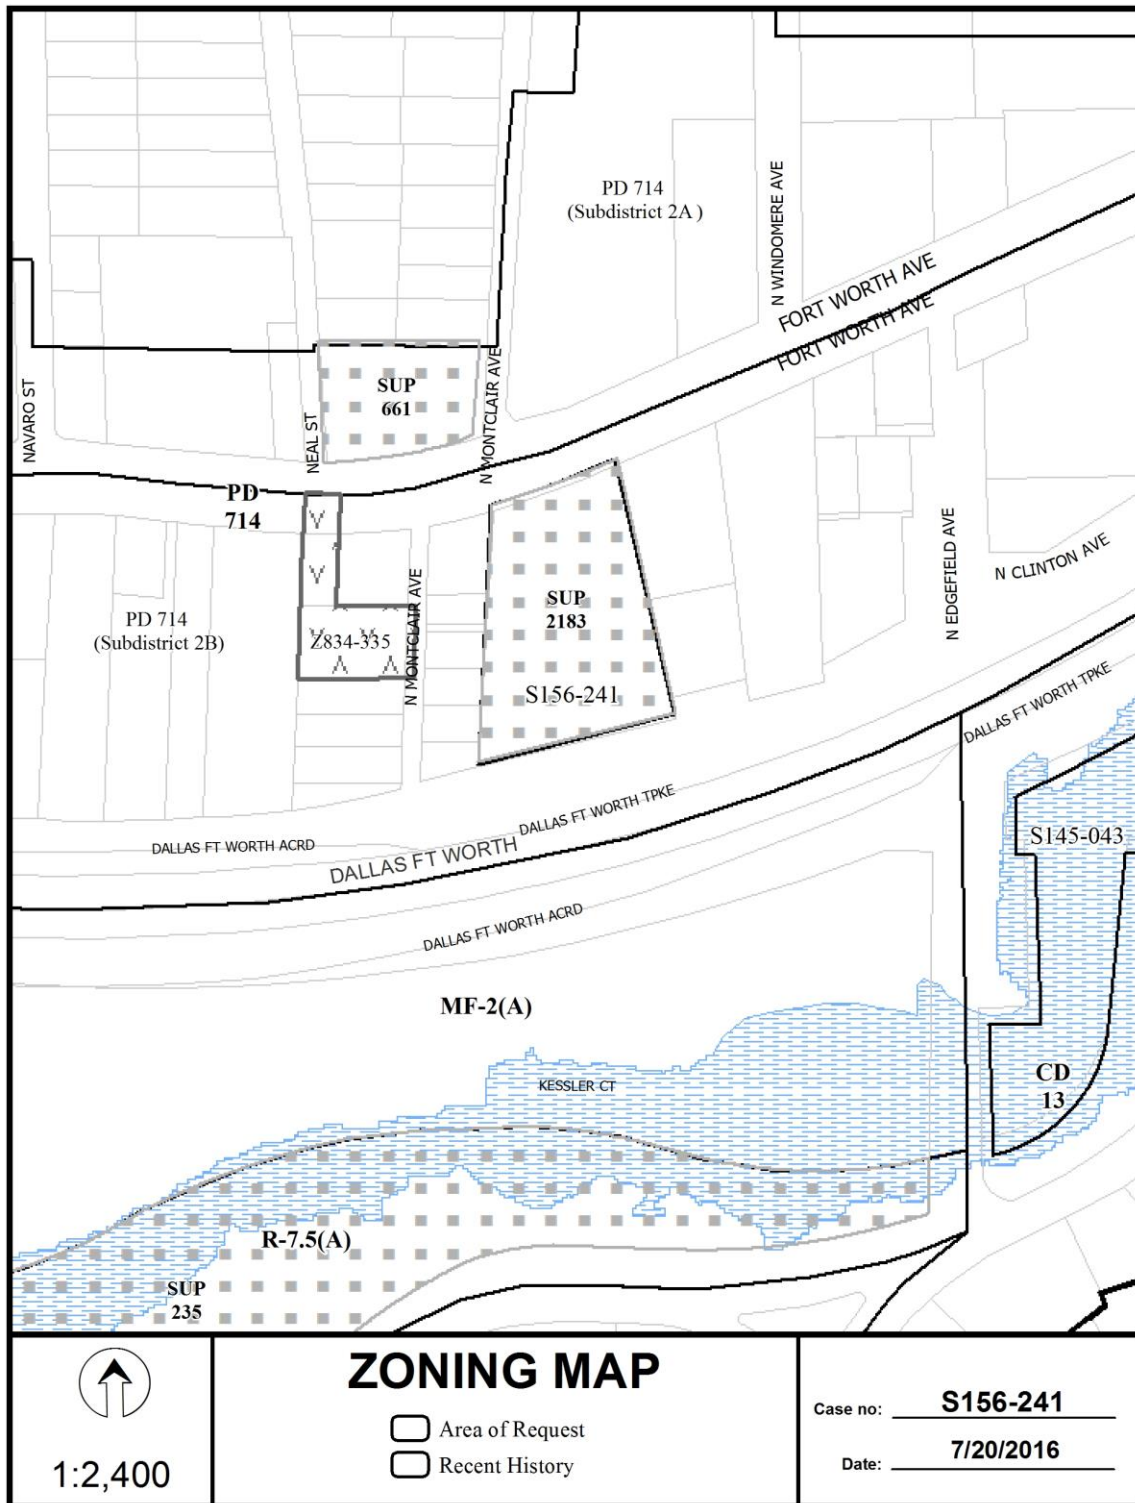 PD 714
(Subdistrict 2A )
N WINDOMERE AVE
FORT WORTH AVE
FORT WORTH AVE
NAVARO ST
NEAL ST
SUP
661
N MONTCLAIR AVE
PD
714
N EDGEFIELD AVE
N CLINTON AVE
PD 714
(Subdistrict 2B)
Z834-335
N MONTCLAIR AVE
SUP
2183
S156-241
DALLAS FT WORTH TPKE
DALLAS FT WORTH TPKE
DALLAS FT WORTH ACRD
DALLAS FT WORTH
S145-043
DALLAS FT WORTH ACRD
MF-2(A)
KESSLER CT
CD
13
R-7.5(A)
SUP
235
1:2,400
ZONING MAP
Area of Request
Recent History
Case no: S156-241
Date: 7/20/2016